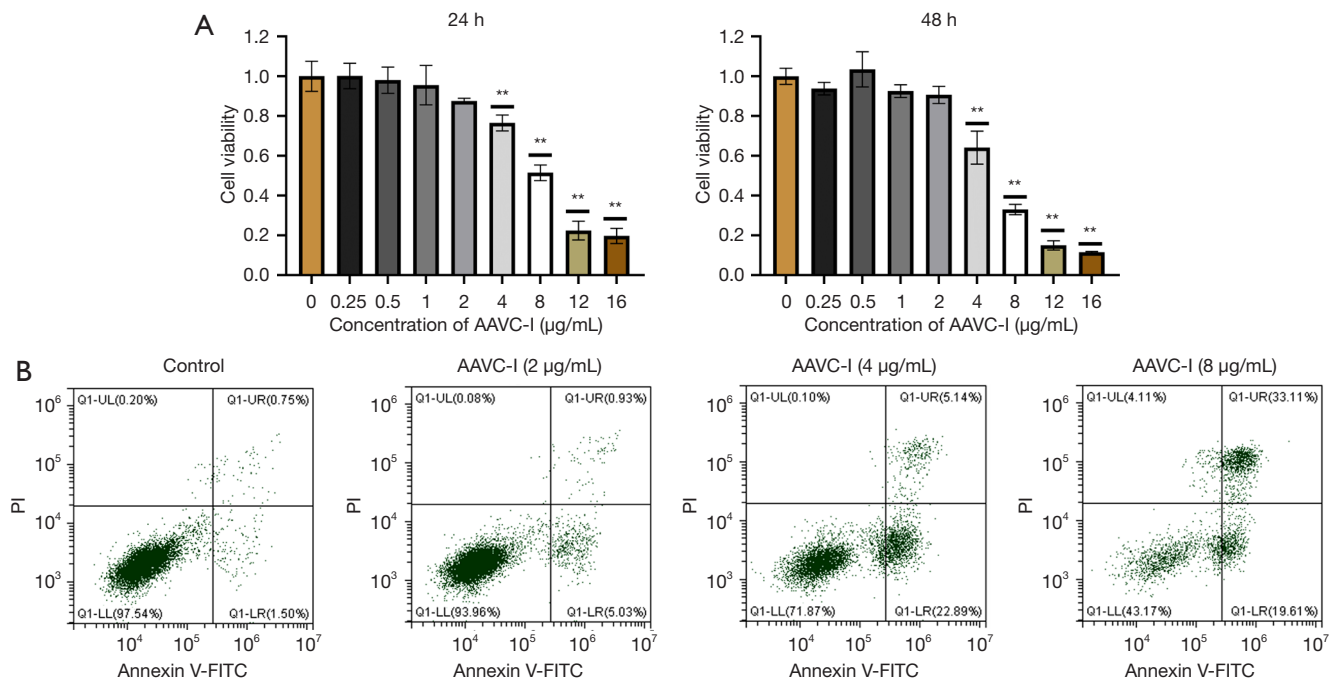 A
24 h
48 h
Cell viability
1.2
1.0
0.8
0.6
0.4
0.2
0.0
** ** ** **
0 0.25 0.5 1 2 4 8 12 16
Concentration of AAVC-I (µg/mL)
Cell viability
1.2
1.0
0.8
0.6
0.4
0.2
0.0
** ** ** **
0 0.25 0.5 1 2 4 8 12 16
Concentration of AAVC-I (µg/mL)
B
Control
PI
10⁶
10⁵
10⁴
10³
Q1-UL(0.20%) Q1-UR(0.75%)
Q1-LL(97.54%) Q1-LR(1.50%)
10⁴ 10⁵ 10⁶ 10⁷
Annexin V-FITC
AAVC-I (2 µg/mL)
PI
10⁶
10⁵
10⁴
10³
Q1-UL(0.08%) Q1-UR(0.93%)
Q1-LL(93.96%) Q1-LR(5.03%)
10⁴ 10⁵ 10⁶ 10⁷
Annexin V-FITC
AAVC-I (4 µg/mL)
PI
10⁶
10⁵
10⁴
10³
Q1-UL(0.10%) Q1-UR(5.14%)
Q1-LL(71.87%) Q1-LR(22.89%)
10⁴ 10⁵ 10⁶ 10⁷
Annexin V-FITC
AAVC-I (8 µg/mL)
PI
10⁶
10⁵
10⁴
10³
Q1-UL(4.11%) Q1-UR(33.11%)
Q1-LL(43.17%) Q1-LR(19.61%)
10⁴ 10⁵ 10⁶ 10⁷
Annexin V-FITC